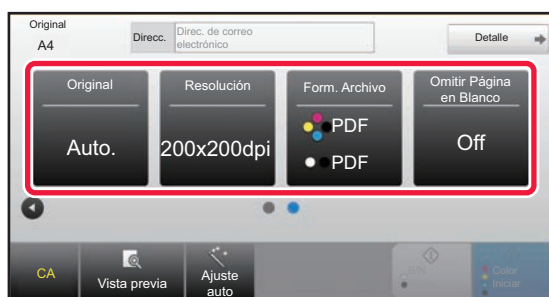 Original
A4
Direcc.
Direc. de correo
electrónico
Detalle
Original
Auto.
Resolución
200x200dpi
Form. Archivo
PDF
PDF
Omitir Página
en Blanco
Off
CA
Vista previa
Ajuste
auto
Color
Iniciar